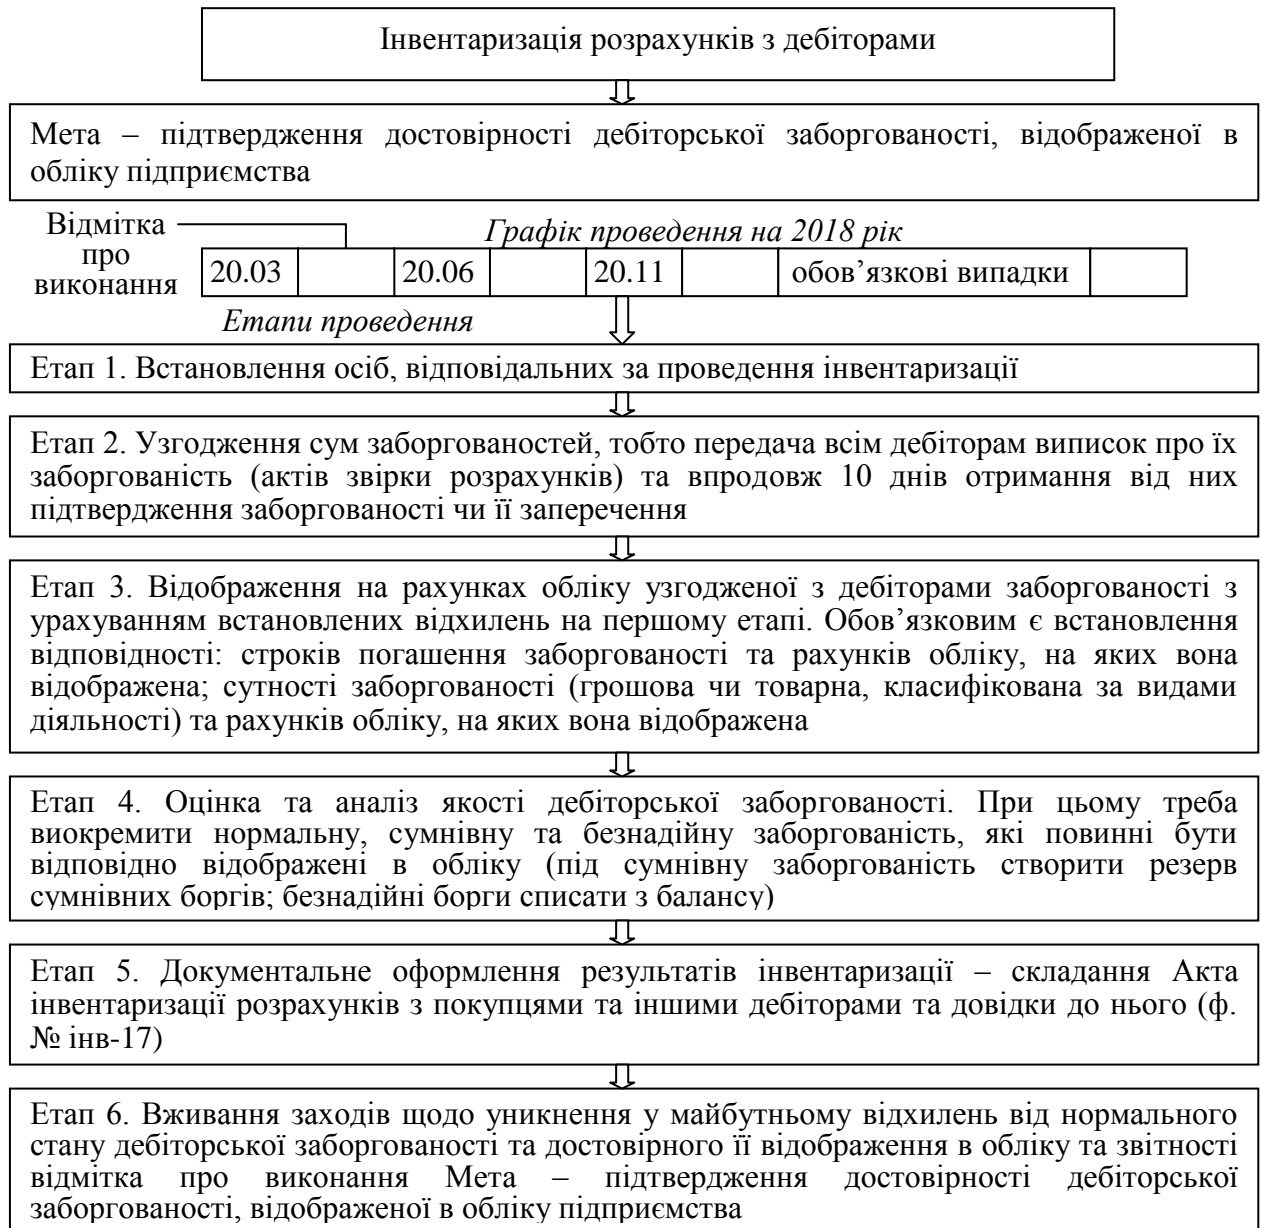 Інвентаризація розрахунків з дебіторами
Мета – підтвердження достовірності дебіторської заборгованості, відображеної в
обліку підприємства
Відмітка
про
виконання
Графік проведення на 2018 рік
20.03 20.06 20.11 обов’язкові випадки
Етапи проведення
Етап 1. Встановлення осіб, відповідальних за проведення інвентаризації
Етап 2. Узгодження сум заборгованостей, тобто передача всім дебіторам виписок про їх
заборгованість (актів звірки розрахунків) та впродовж 10 днів отримання від них
підтвердження заборгованості чи її заперечення
Етап 3. Відображення на рахунках обліку узгодженої з дебіторами заборгованості з
урахуванням встановлених відхилень на першому етапі. Обов’язковим є встановлення
відповідності: строків погашення заборгованості та рахунків обліку, на яких вона
відображена; сутності заборгованості (грошова чи товарна, класифікована за видами
діяльності) та рахунків обліку, на яких вона відображена
Етап 4. Оцінка та аналіз якості дебіторської заборгованості. При цьому треба
виокремити нормальну, сумнівну та безнадійну заборгованість, які повинні бути
відповідно відображені в обліку (під сумнівну заборгованість створити резерв
сумнівних боргів; безнадійні борги списати з балансу)
Етап 5. Документальне оформлення результатів інвентаризації – складання Акта
інвентаризації розрахунків з покупцями та іншими дебіторами та довідки до нього (ф.
№ інв-17)
Етап 6. Вживання заходів щодо уникнення у майбутньому відхилень від нормального
стану дебіторської заборгованості та достовірного її відображення в обліку та звітності
відмітка про виконання Мета – підтвердження достовірності дебіторської
заборгованості, відображеної в обліку підприємства